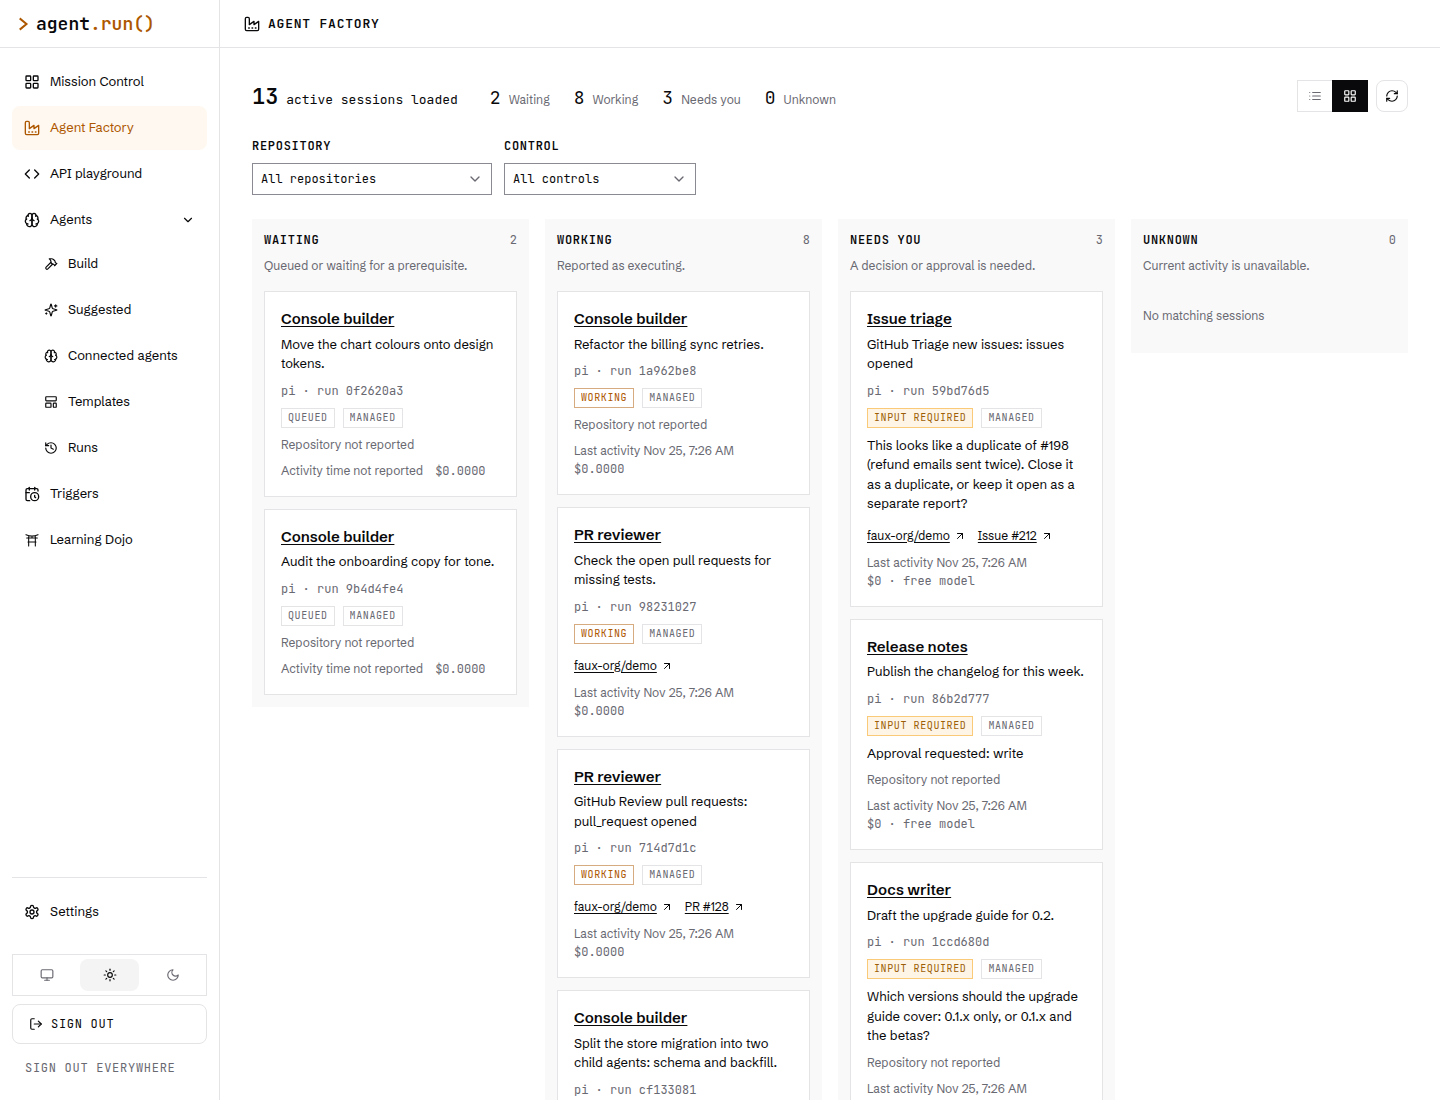 agent.run()
AGENT FACTORY
Mission Control
Agent Factory
API playground
Agents
Build
Suggested
Connected agents
Templates
Runs
Triggers
Learning Dojo
Settings
SIGN OUT
SIGN OUT EVERYWHERE
13 active sessions loaded 2 Waiting 8 Working 3 Needs you 0 Unknown
REPOSITORY
All repositories
CONTROL
All controls
WAITING 2
Queued or waiting for a prerequisite.
Console builder
Move the chart colours onto design
tokens.
pi · run 0f2620a3
QUEUED MANAGED
Repository not reported
Activity time not reported $0.0000
Console builder
Audit the onboarding copy for tone.
pi · run 9b4d4fe4
QUEUED MANAGED
Repository not reported
Activity time not reported $0.0000
WORKING 8
Reported as executing.
Console builder
Refactor the billing sync retries.
pi · run 1a962be8
WORKING MANAGED
Repository not reported
Last activity Nov 25, 7:26 AM
$0.0000
PR reviewer
Check the open pull requests for
missing tests.
pi · run 98231027
WORKING MANAGED
faux-org/demo
Last activity Nov 25, 7:26 AM
$0.0000
PR reviewer
GitHub Review pull requests:
pull_request opened
pi · run 714d7d1c
WORKING MANAGED
faux-org/demo PR #128
Last activity Nov 25, 7:26 AM
$0.0000
Console builder
Split the store migration into two
child agents: schema and backfill.
pi · run cf133081
NEEDS YOU 3
A decision or approval is needed.
Issue triage
GitHub Triage new issues: issues
opened
pi · run 59bd76d5
INPUT REQUIRED MANAGED
This looks like a duplicate of #198
(refund emails sent twice). Close it
as a duplicate, or keep it open as a
separate report?
faux-org/demo Issue #212
Last activity Nov 25, 7:26 AM
$0 · free model
Release notes
Publish the changelog for this week.
pi · run 86b2d777
INPUT REQUIRED MANAGED
Approval requested: write
Repository not reported
Last activity Nov 25, 7:26 AM
$0 · free model
Docs writer
Draft the upgrade guide for 0.2.
pi · run 1ccd680d
INPUT REQUIRED MANAGED
Which versions should the upgrade
guide cover: 0.1.x only, or 0.1.x and
the betas?
Repository not reported
Last activity Nov 25, 7:26 AM
UNKNOWN 0
Current activity is unavailable.
No matching sessions